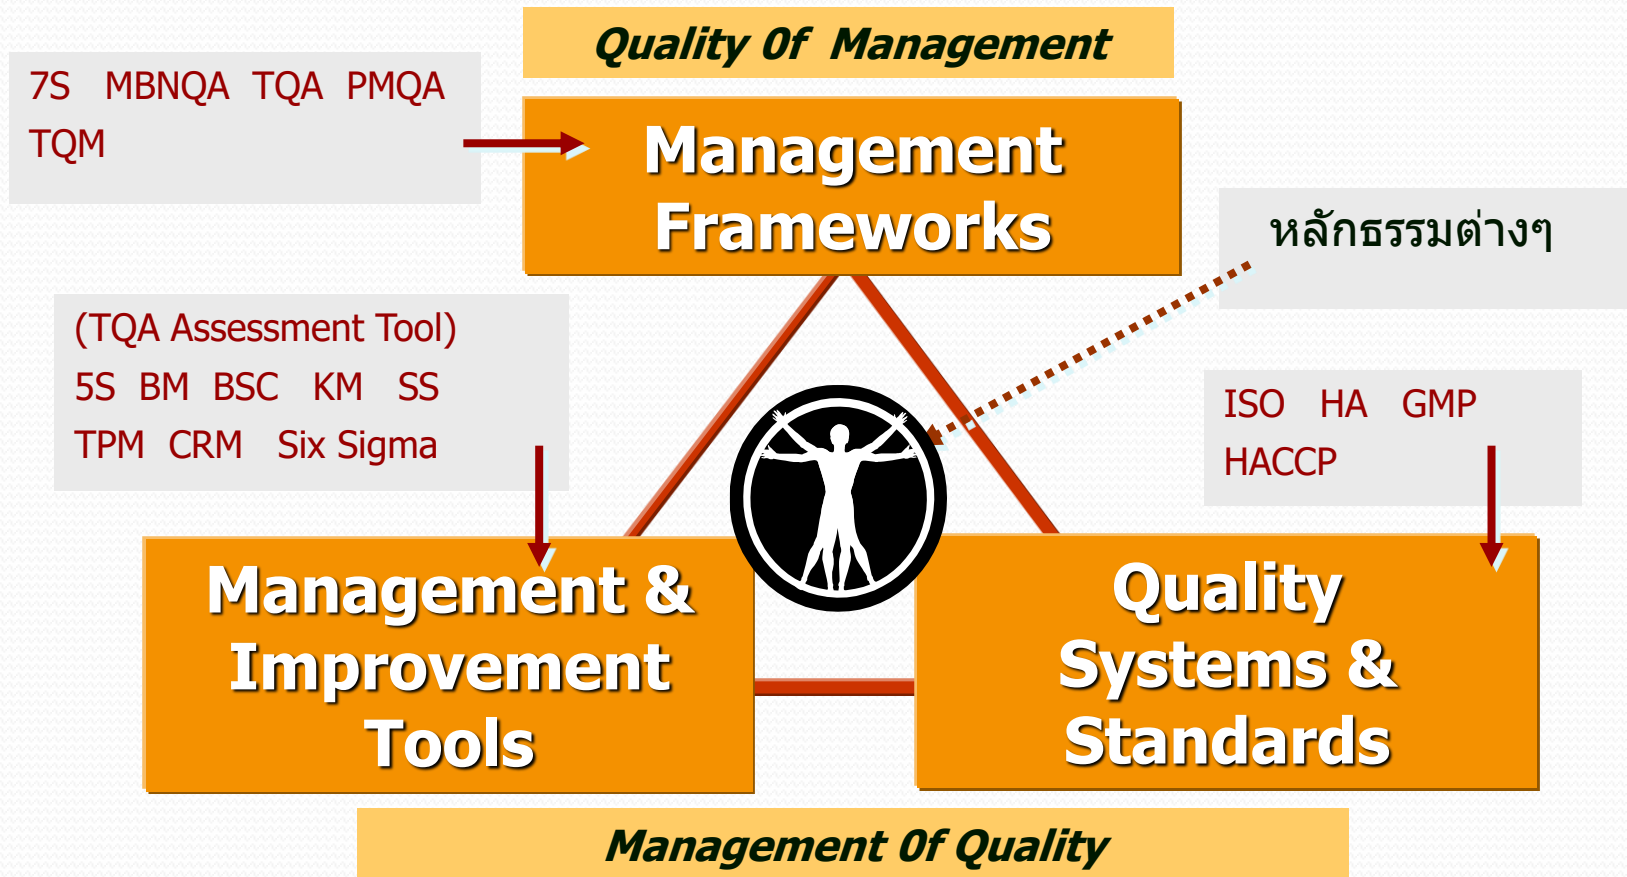 Quality 0f Management
7S MBNQA TQA PMQA
TQM
Management
Frameworks
หลักธรรมต่างๆ
(TQA Assessment Tool)
5S BM BSC KM SS
TPM CRM Six Sigma
ISO HA GMP
HACCP
Management &
Improvement
Tools
Quality
Systems &
Standards
Management 0f Quality